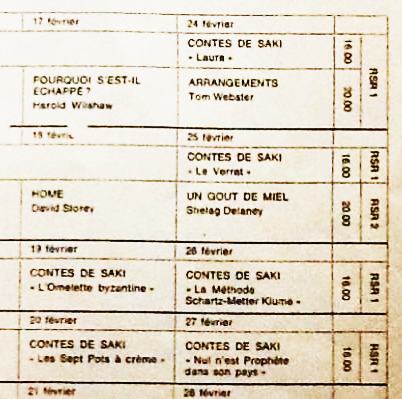 17 février
24 février
CONTES DE SAKI
« Laura »
16.00
RSR 1
POURQUOI S'EST-IL
ECHAPPE ?
Harold Wilshaw
ARRANGEMENTS
Tom Webster
20.00
18 février
25 février
CONTES DE SAKI
« Le Verrat »
16.00
RSR 1
HOME
David Storey
UN GOUT DE MIEL
Shelag Delaney
20.00
RSR 2
19 février
26 février
CONTES DE SAKI
« L'Omelette byzantine »
CONTES DE SAKI
« La Méthode
Schartz-Metter Klume »
16.00
RSR 1
20 février
27 février
CONTES DE SAKI
« Les Sept Pots à crème »
CONTES DE SAKI
« Nul n'est Prophète
dans son pays »
16.00
RSR 1
21 février
28 février